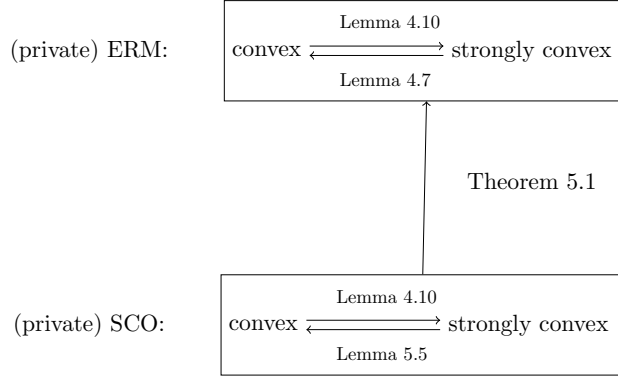 Lemma 4.10
(private) ERM: convex strongly convex
Lemma 4.7
Theorem 5.1
Lemma 4.10
(private) SCO: convex strongly convex
Lemma 5.5